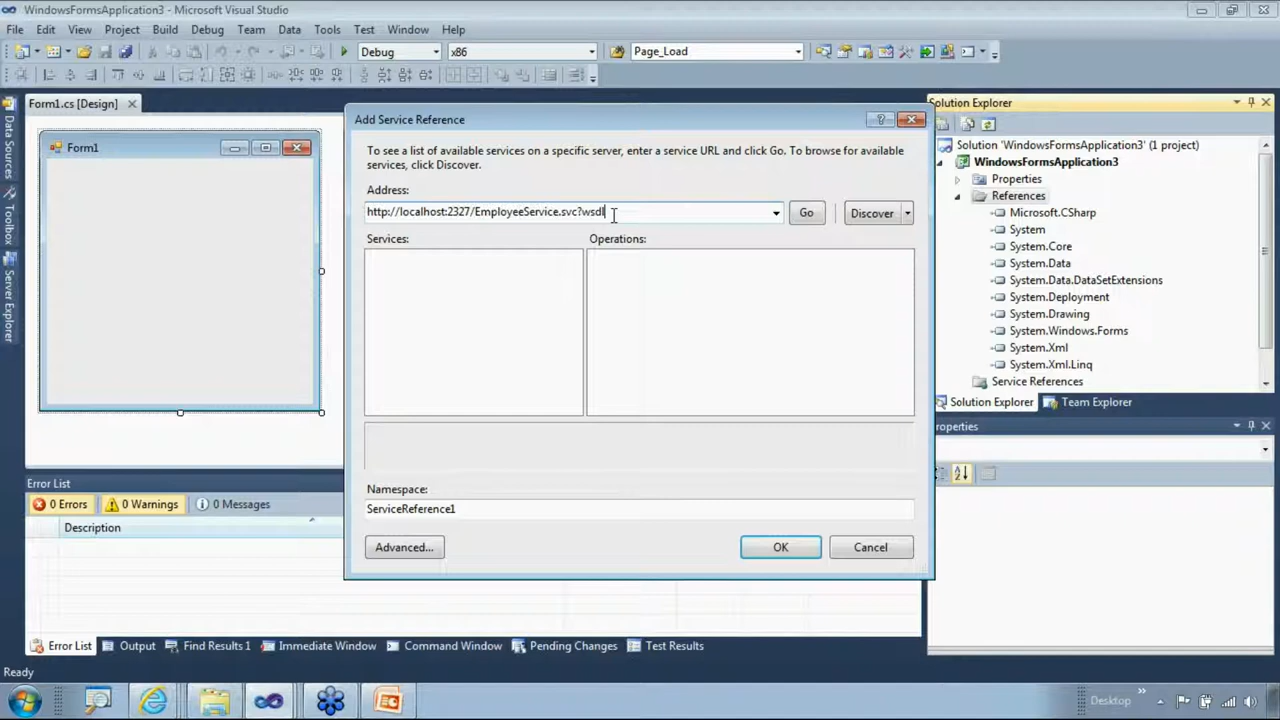 WindowsFormsApplication3 - Microsoft Visual Studio
File Edit View Project Build Debug Team Data Tools Test Window Help
Debug x86 Page_Load
Form1.cs [Design]
Data Sources
Toolbox
Server Explorer
Form1
Add Service Reference
To see a list of available services on a specific server, enter a service URL and click Go. To browse for available
services, click Discover.
Address:
http://localhost:2327/EmployeeService.svc?wsdl
Go
Discover
Services:
Operations:
Namespace:
ServiceReference1
Advanced...
OK
Cancel
Solution Explorer
Solution 'WindowsFormsApplication3' (1 project)
WindowsFormsApplication3
Properties
References
Microsoft.CSharp
System
System.Core
System.Data
System.Data.DataSetExtensions
System.Deployment
System.Drawing
System.Windows.Forms
System.Xml
System.Xml.Linq
Service References
Solution Explorer Team Explorer
Properties
Error List
0 Errors 0 Warnings 0 Messages
Description
Error List Output Find Results 1 Immediate Window Command Window Pending Changes Test Results
Ready
Desktop